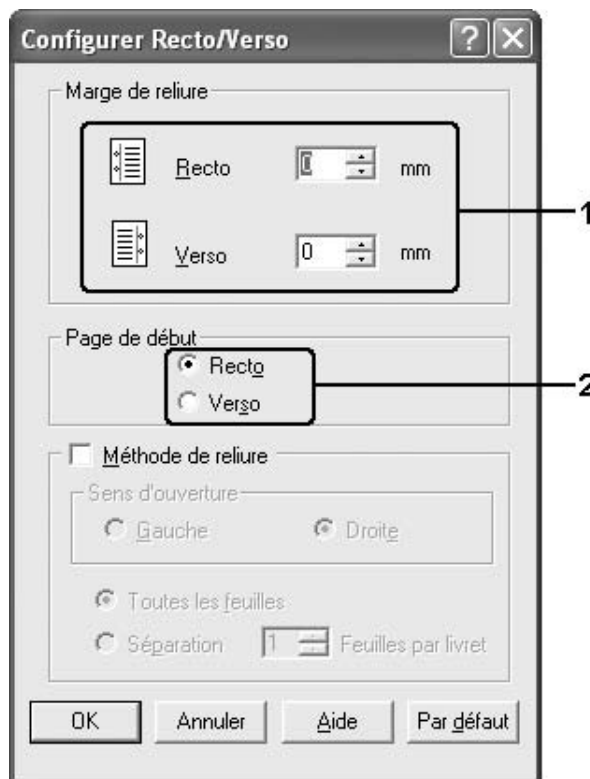 Configurer Recto/Verso
Marge de reliure
Recto 0 mm
1
Verso 0 mm
Page de début
Recto
2
Verso
Méthode de reliure
Sens d'ouverture
Gauche Droite
Toutes les feuilles
Séparation 1 Feuilles par livret
OK Annuler Aide Par défaut